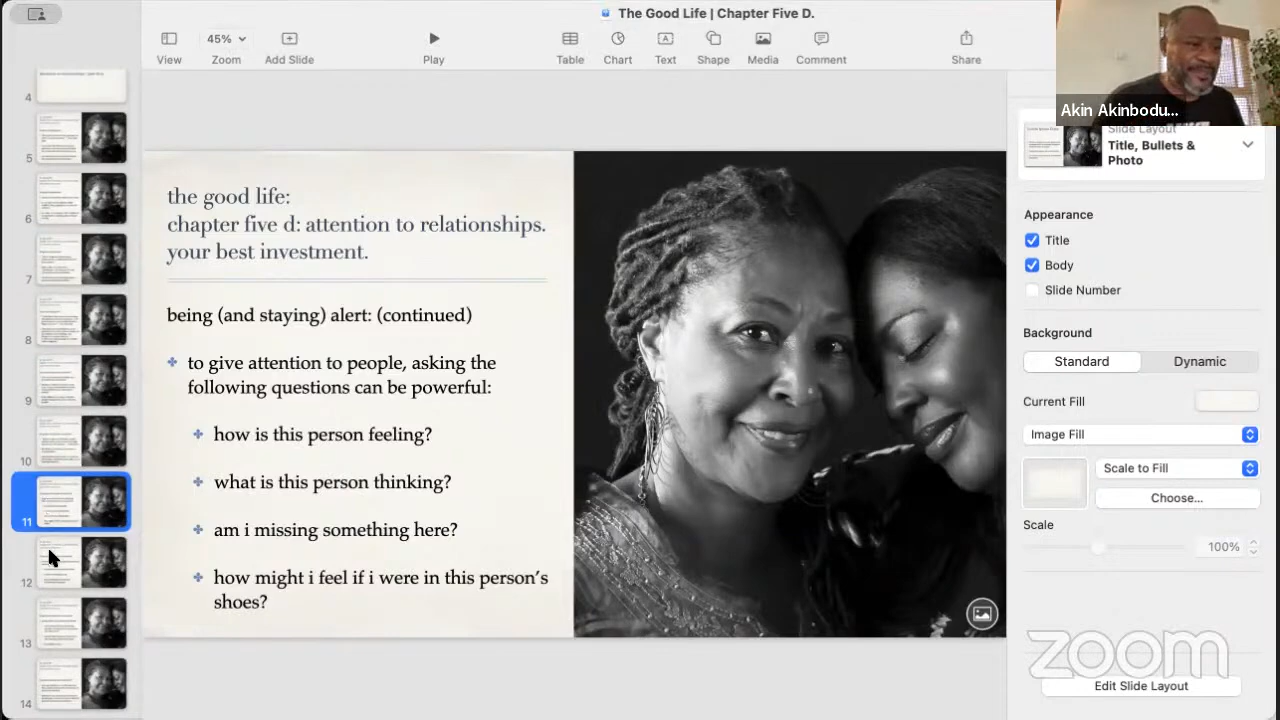 The Good Life | Chapter Five D.
View
45%
Zoom
Add Slide
Play
Table
Chart
Text
Shape
Media
Comment
Share
Akin Akinbodu...
Slide Layout
Title, Bullets &
Photo
Appearance
Title
Body
Slide Number
Background
Standard
Dynamic
Current Fill
Image Fill
Scale to Fill
Choose...
Scale
100%
Edit Slide Layout
zoom
4
5
6
7
8
9
10
11
12
13
14
the good life:
chapter five d: attention to relationships.
your best investment.
being (and staying) alert: (continued)
to give attention to people, asking the
following questions can be powerful:
how is this person feeling?
what is this person thinking?
am i missing something here?
how might i feel if i were in this person's
shoes?